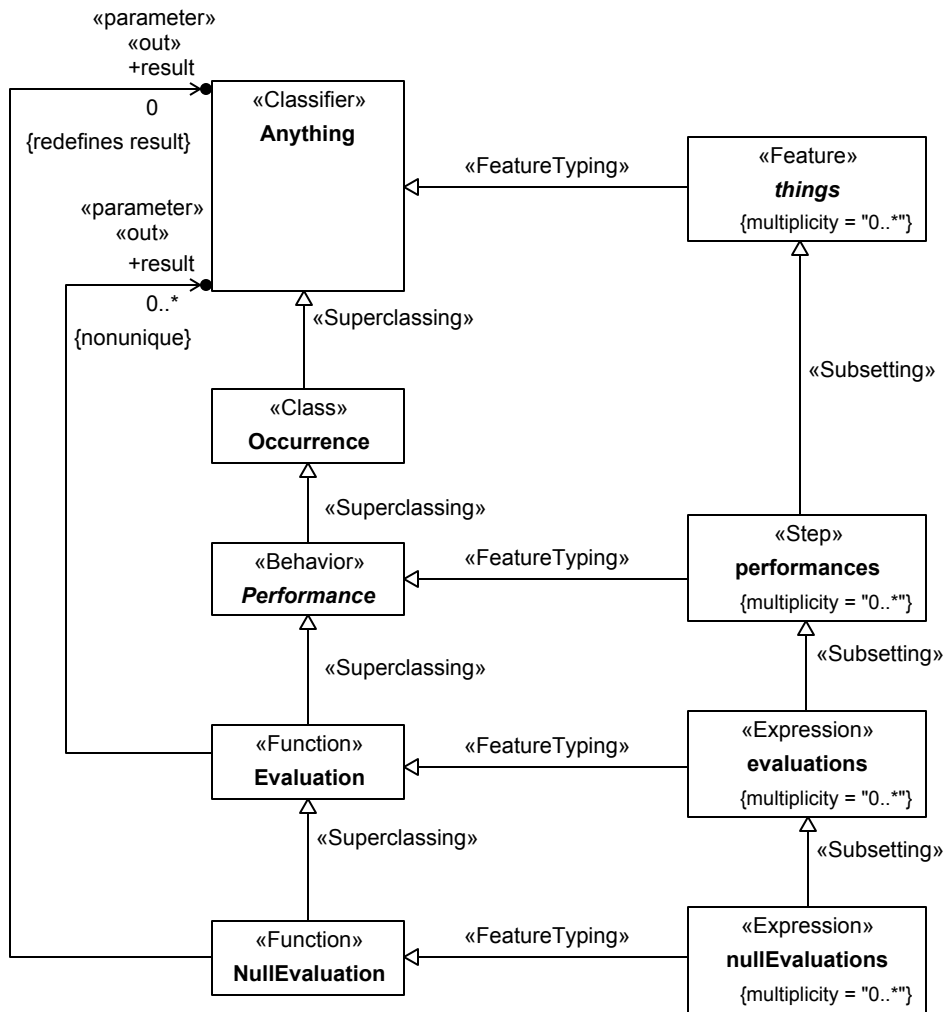 «parameter»
«out»
+result
0
{redefines result}
«Classifier»
Anything
«FeatureTyping»
«Feature»
things
{multiplicity = "0..*"}
«parameter»
«out»
+result
0..*
{nonunique}
«Superclassing»
«Subsetting»
«Class»
Occurrence
«Superclassing»
«Behavior»
Performance
«FeatureTyping»
«Step»
performances
{multiplicity = "0..*"}
«Superclassing»
«Subsetting»
«Function»
Evaluation
«FeatureTyping»
«Expression»
evaluations
{multiplicity = "0..*"}
«Superclassing»
«Subsetting»
«Function»
NullEvaluation
«FeatureTyping»
«Expression»
nullEvaluations
{multiplicity = "0..*"}